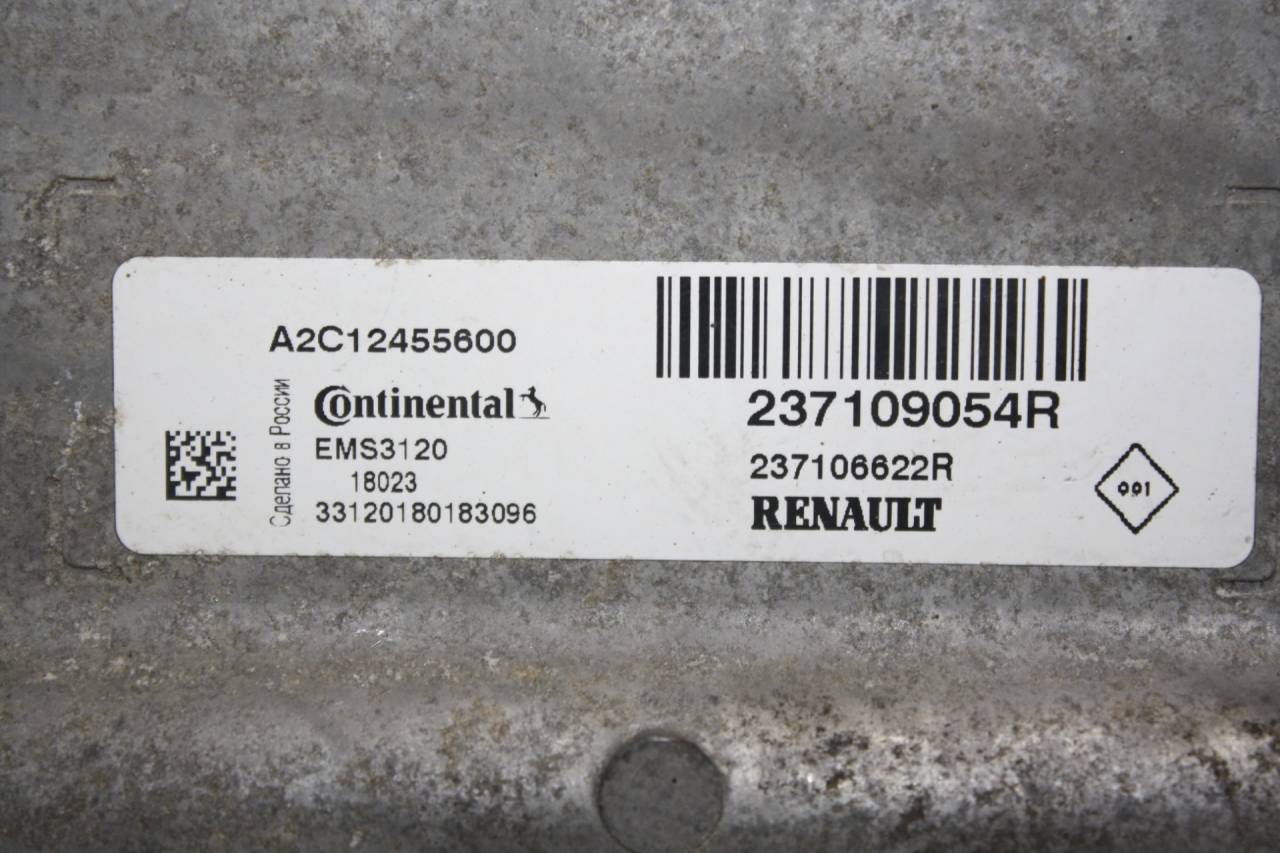 A2C12455600
Сделано в России
Continental
EMS3120
18023
33120180183096
237109054R
237106622R
RENAULT
001